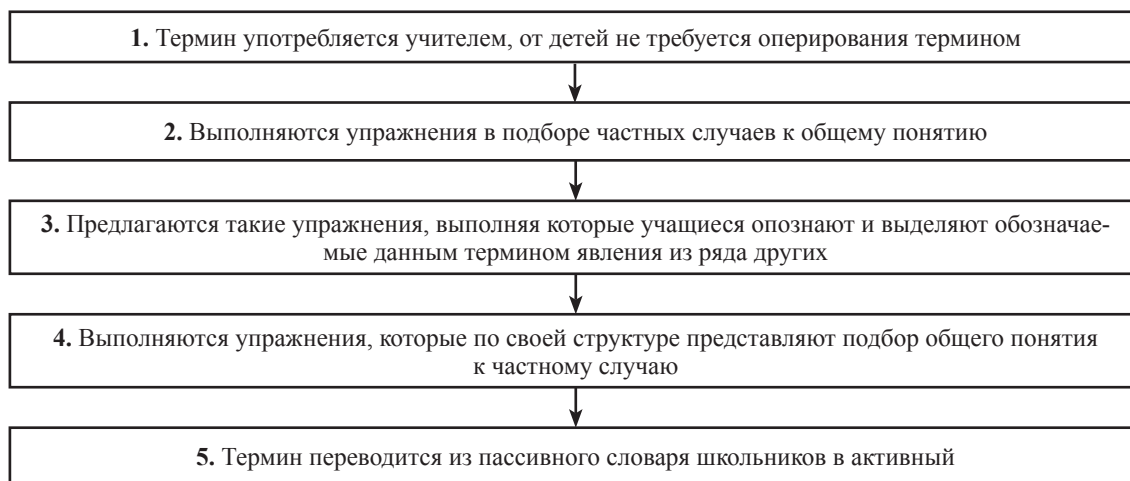 1. Термин употребляется учителем, от детей не требуется оперирования термином
2. Выполняются упражнения в подборе частных случаев к общему понятию
3. Предлагаются такие упражнения, выполняя которые учащиеся опознают и выделяют обозначае-
мые данным термином явления из ряда других
4. Выполняются упражнения, которые по своей структуре представляют подбор общего понятия
к частному случаю
5. Термин переводится из пассивного словаря школьников в активный